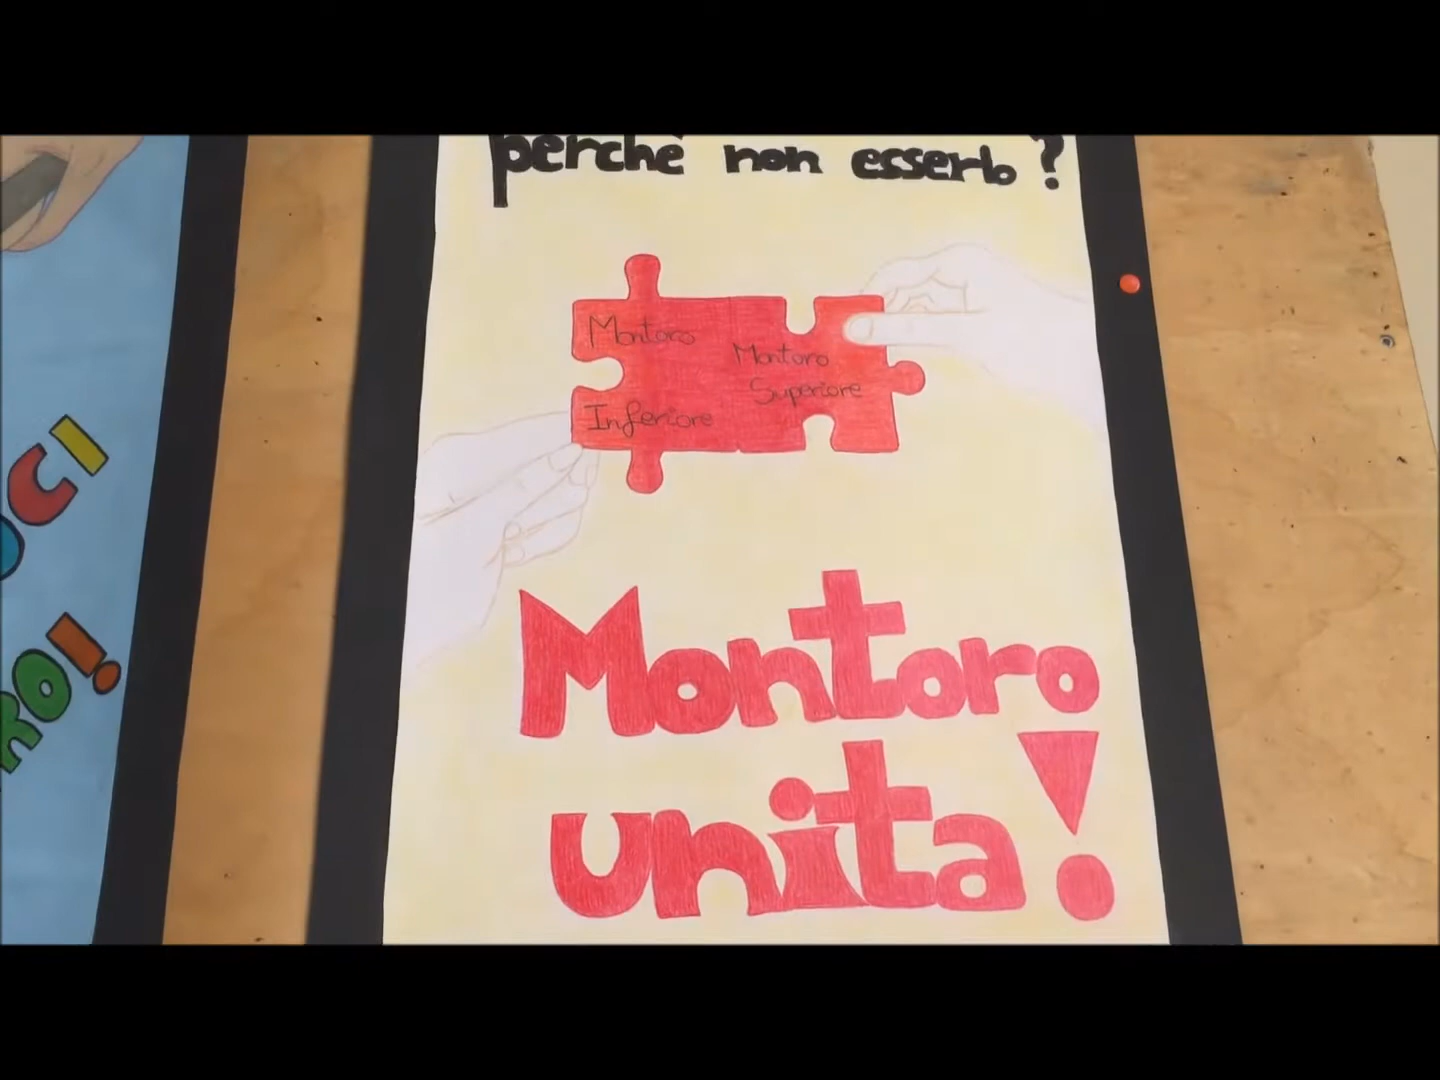 perché non esserlo?
Montoro
Inferiore
Montoro
Superiore
Montoro
unita!